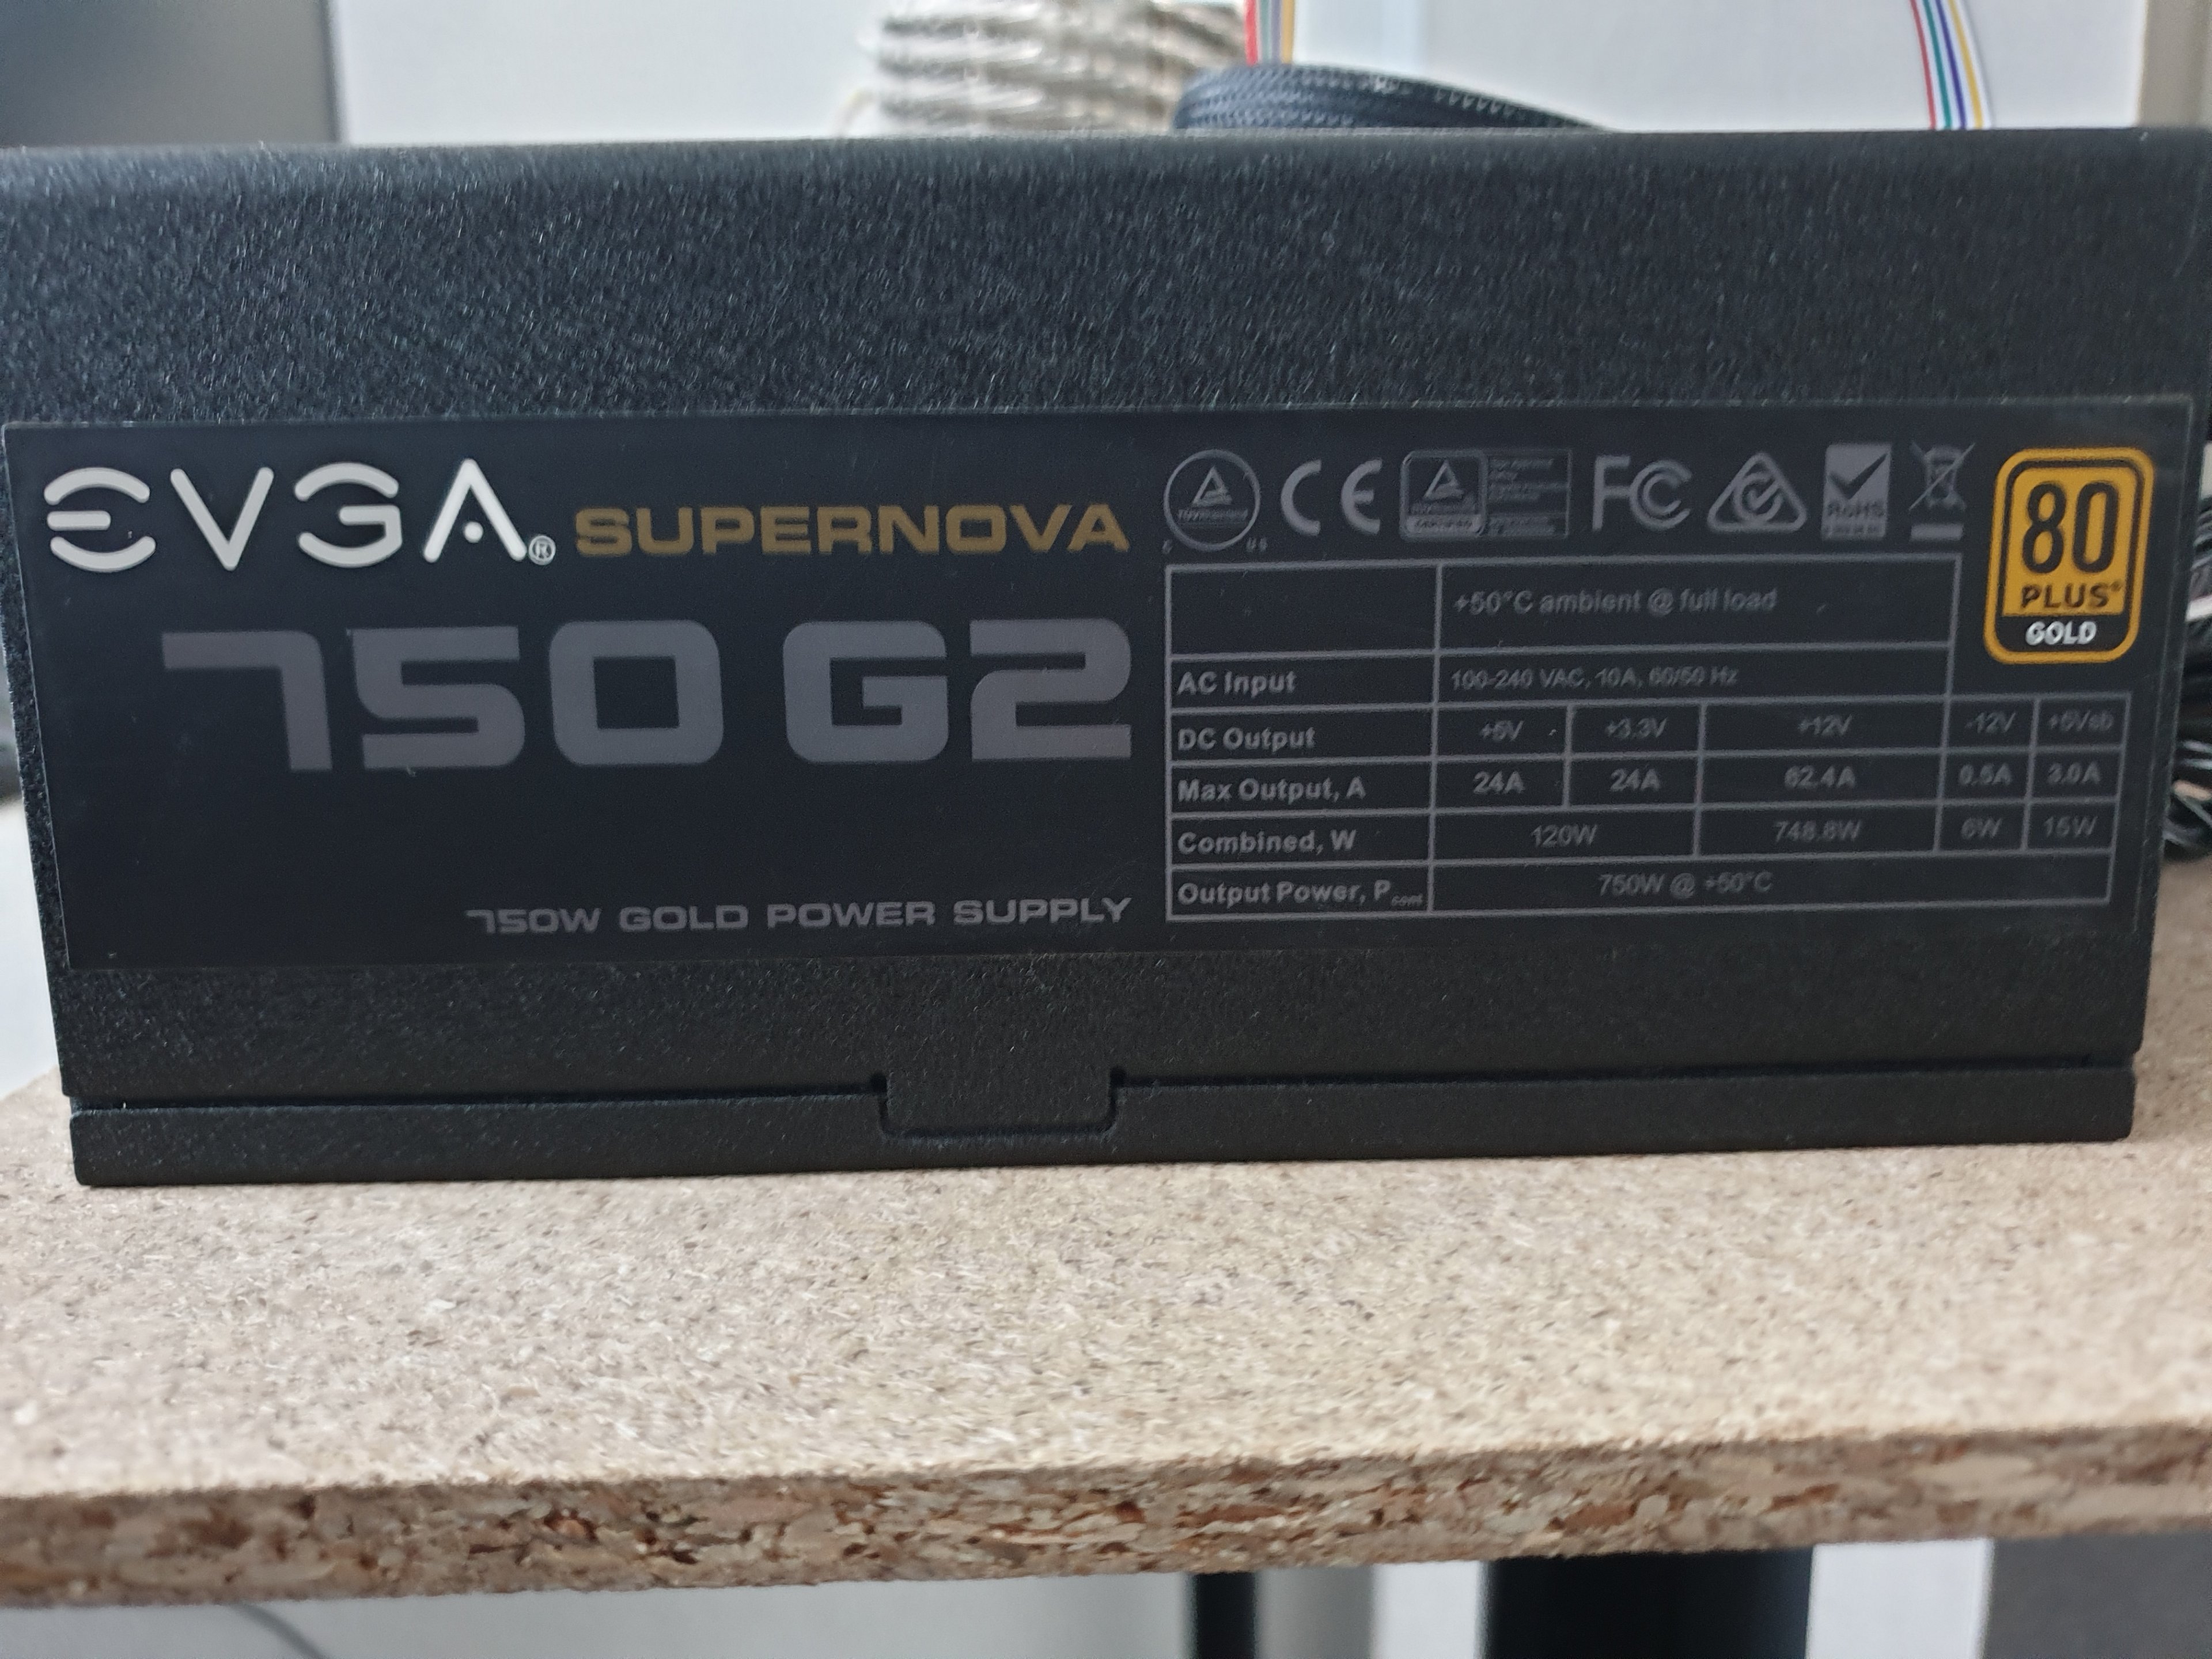 EVGA® SUPERNOVA
750 G2
750W GOLD POWER SUPPLY
FC
RoHS
80
PLUS®
GOLD
+50°C ambient @ full load
AC Input 100-240 VAC, 10A, 60/50 Hz
DC Output +5V +3.3V +12V -12V +5Vsb
Max Output, A 24A 24A 62.4A 0.5A 3.0A
Combined, W 120W 748.8W 6W 15W
Output Power, Pcont 750W @ +50°C